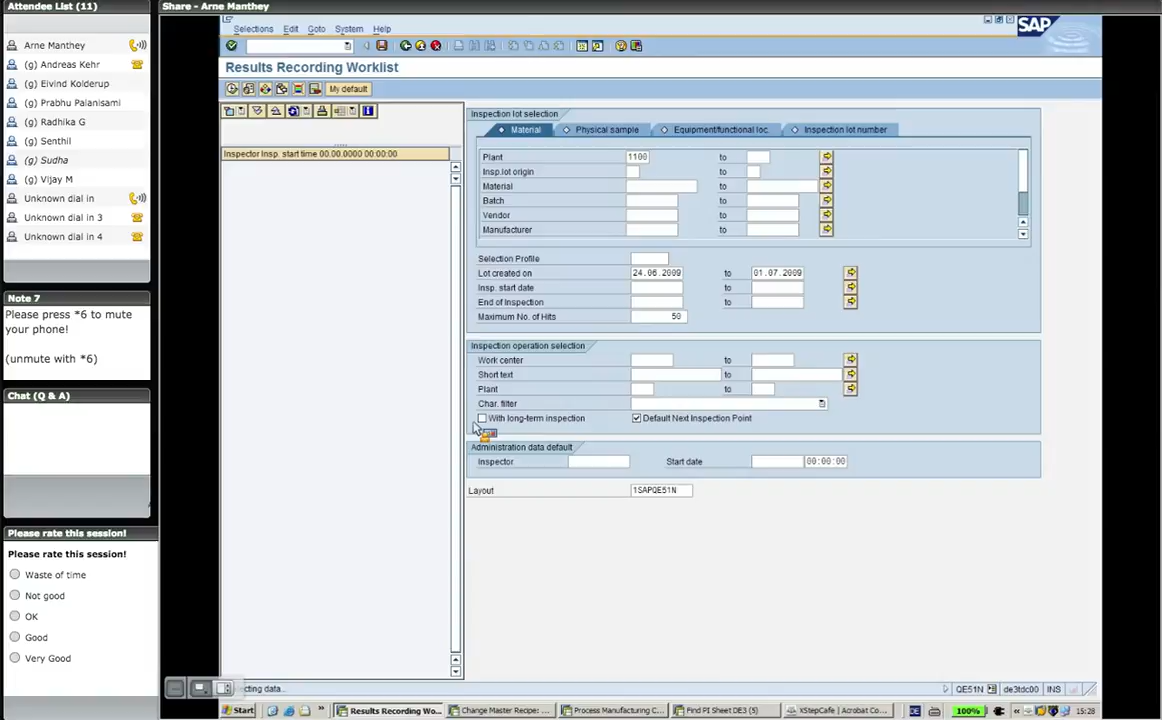 Attendee List (11)
Arne Manthey
(g) Andreas Kehr
(g) Eivind Kolderup
(g) Prabhu Palanisami
(g) Radhika G
(g) Senthil
(g) Sudha
(g) Vijay M
Unknown dial in
Unknown dial in 3
Unknown dial in 4
Note 7
Please press *6 to mute
your phone!
(unmute with *6)
Chat (Q & A)
Please rate this session!
Please rate this session!
Waste of time
Not good
OK
Good
Very Good
Share - Arne Manthey
Selections Edit Goto System Help
SAP
Results Recording Worklist
My default
Inspector Insp. start time 00.00.0000 00:00:00
Inspection lot selection
Material Physical sample Equipment/functional loc. Inspection lot number
Plant 1100 to
Insp.lot origin to
Material to
Batch to
Vendor to
Manufacturer to
Selection Profile
Lot created on 24.06.2009 to 01.07.2009
Insp. start date to
End of Inspection to
Maximum No. of Hits 50
Inspection operation selection
Work center to
Short text to
Plant to
Char. filter
With long-term inspection Default Next Inspection Point
Administration data default
Inspector Start date 00:00:00
Layout 1SAPQE51N
ecting data... QE51N de3tdc00 INS
Start » Results Recording Wo... Change Master Recipe: ... Process Manufacturing C... Find PI Sheet DE3 (5) XStepCafe | Acrobat Co... 100% « 15:28